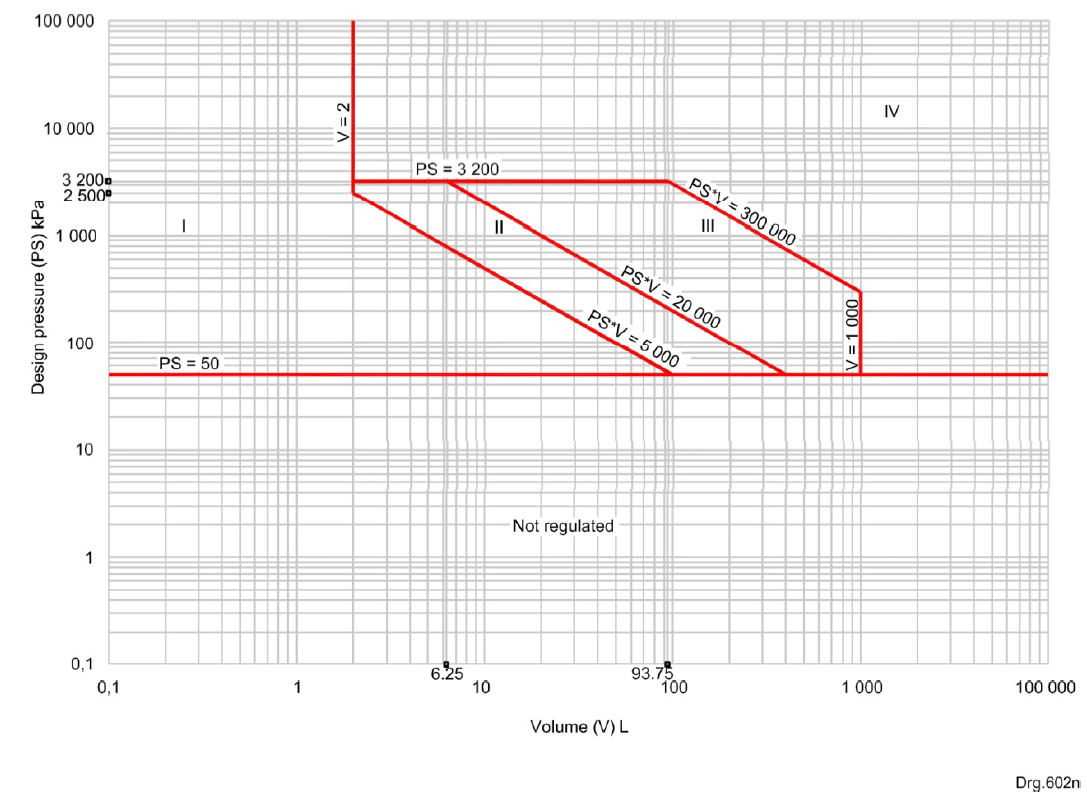 100 000
V = 2
IV
10 000
PS = 3 200
3 200
2 500
PS*V = 300 000
I
II
III
1 000
PS*V = 20 000
PS*V = 5 000
V = 1 000
100
PS = 50
Design pressure (PS) kPa
10
Not regulated
1
0,1
6.25
93.75
0,1
1
10
100
1 000
100 000
Volume (V) L
Drg.602n